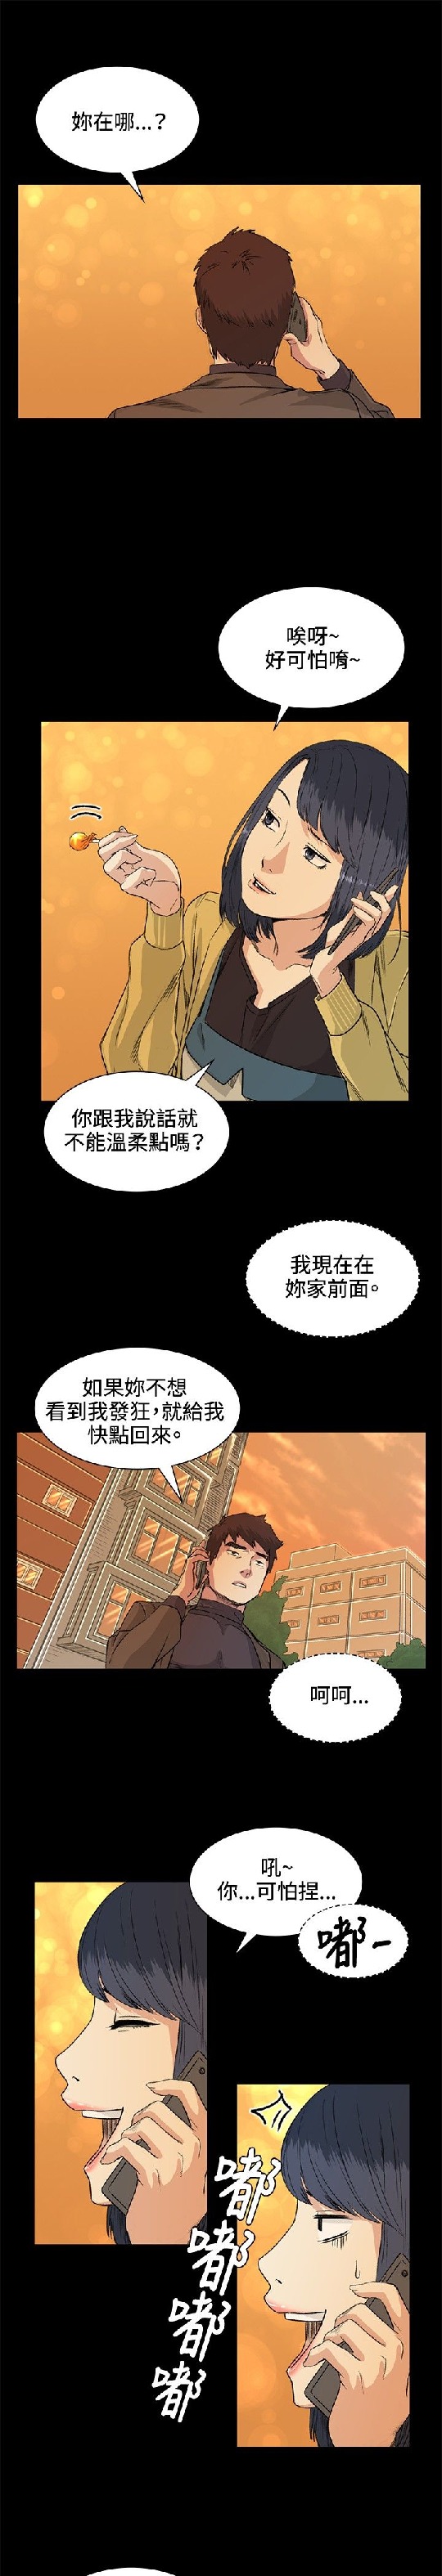 妳在哪...？
唉呀~
好可怕唷~
你跟我說話就
不能溫柔點嗎？
我現在在
妳家前面。
如果妳不想
看到我發狂，就給我
快點回來。
呵呵...
吼~
你...可怕捏...
嘟-
嘟
嘟
嘟
嘟